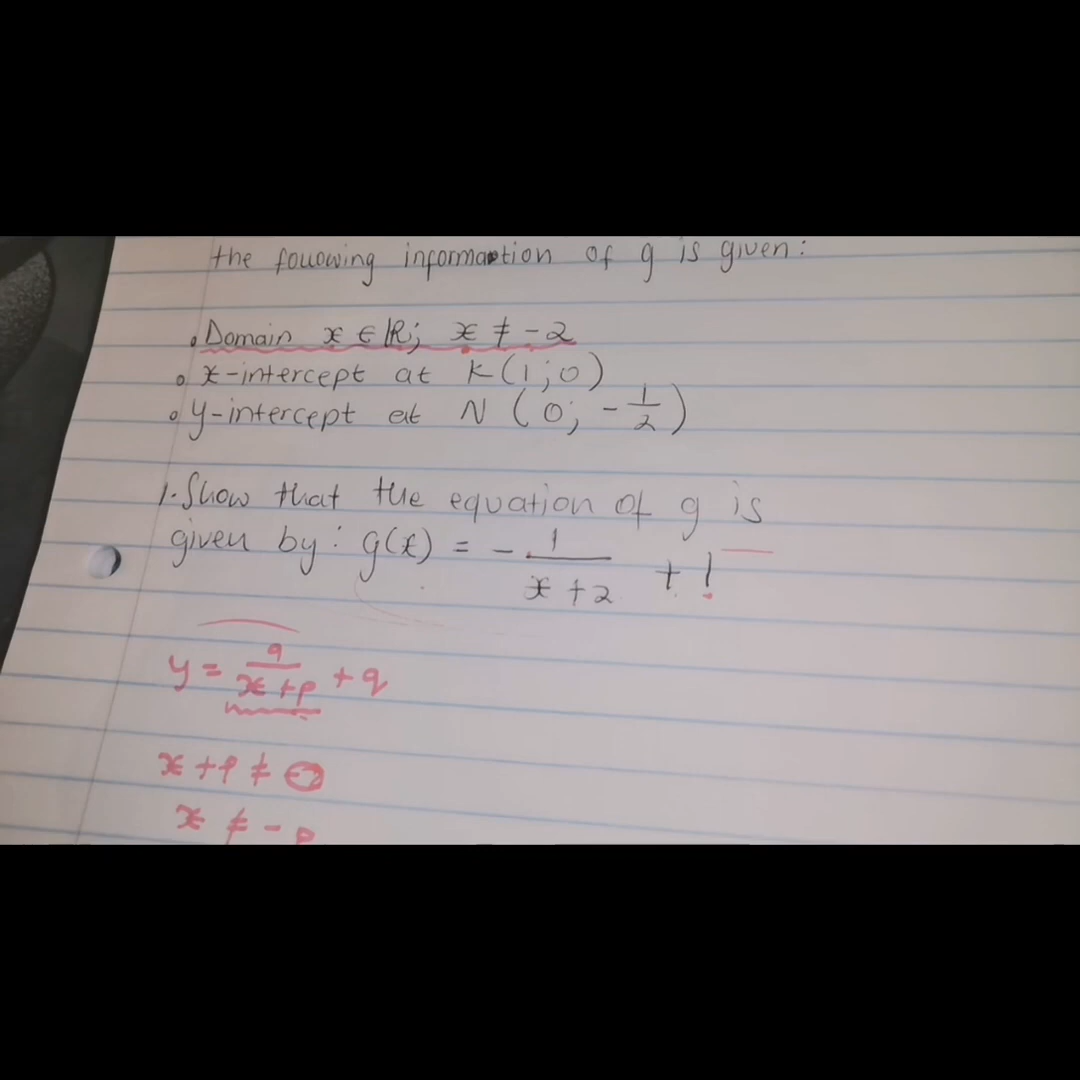 the following information of g is given:
• Domain x ∈ ℝ; x ≠ -2
• x-intercept at K(1;0)
• y-intercept at N (0; -1/2)
1. Show that the equation of g is
given by: g(x) = - 1/(x+2) + 1
y = a/(x+p) + q
x + p ≠ 0
x ≠ - p